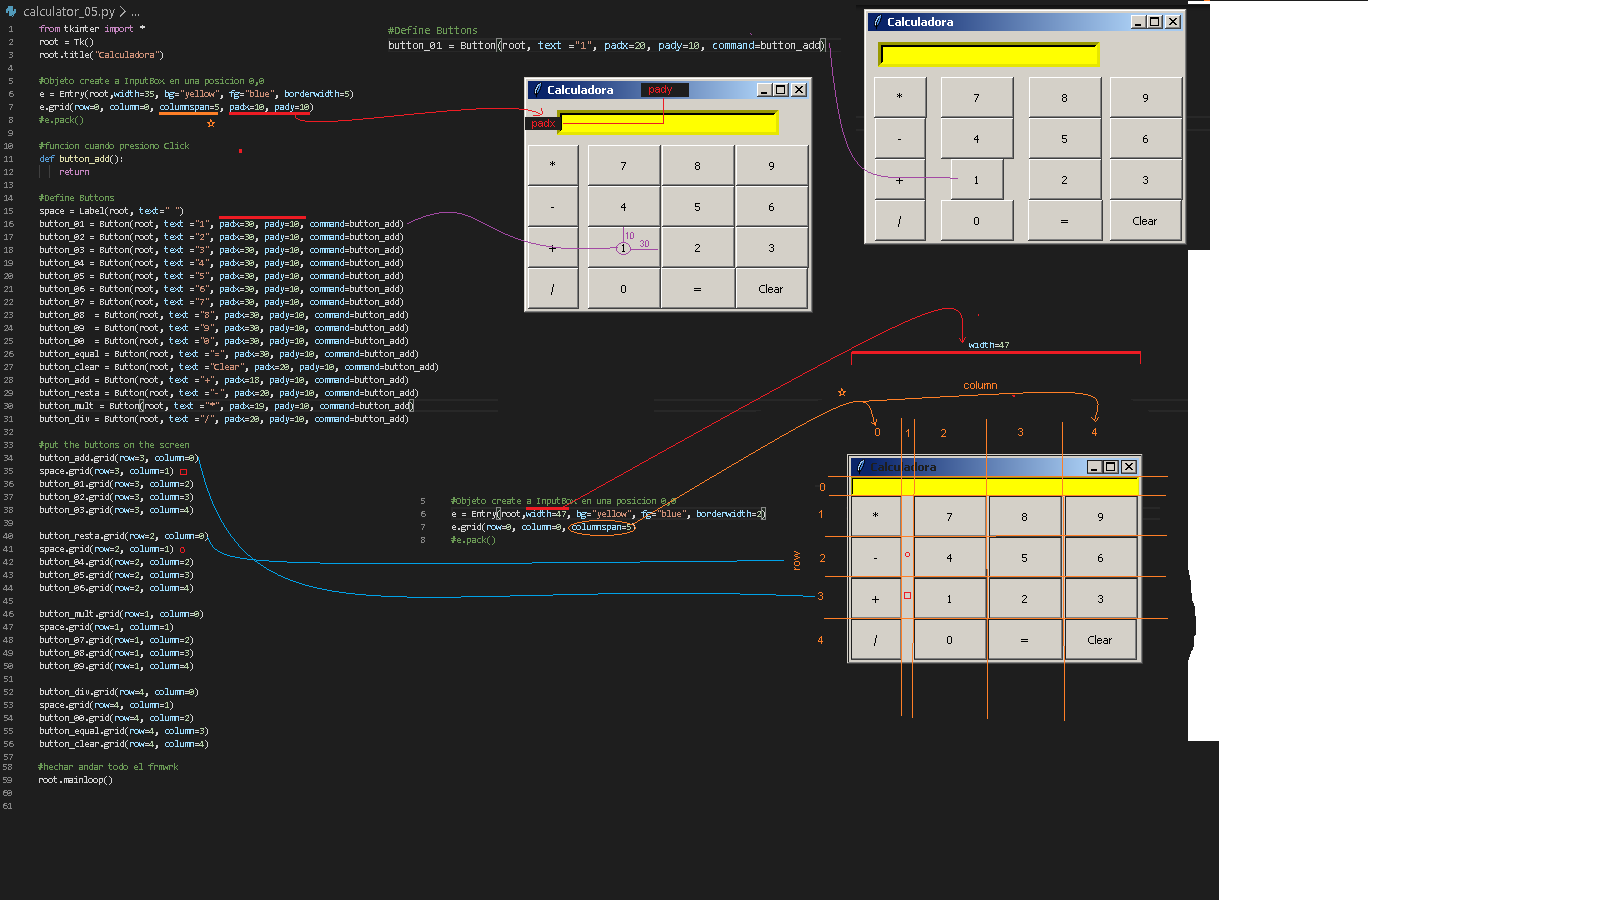 calculator_05.py > ...
1 from tkinter import *
2 root = Tk()
3 root.title("Calculadora")
4
5 #Objeto create a InputBox en una posicion 0,0
6 e = Entry(root,width=35, bg="yellow", fg="blue", borderwidth=5)
7 e.grid(row=0, column=0, columnspan=5, padx=10, pady=10)
8 #e.pack()
9
10 #funcion cuando presiono Click
11 def button_add():
12 return
13
14 #Define Buttons
15 space = Label(root, text=" ")
16 button_01 = Button(root, text ="1", padx=30, pady=10, command=button_add)
17 button_02 = Button(root, text ="2", padx=30, pady=10, command=button_add)
18 button_03 = Button(root, text ="3", padx=30, pady=10, command=button_add)
19 button_04 = Button(root, text ="4", padx=30, pady=10, command=button_add)
20 button_05 = Button(root, text ="5", padx=30, pady=10, command=button_add)
21 button_06 = Button(root, text ="6", padx=30, pady=10, command=button_add)
22 button_07 = Button(root, text ="7", padx=30, pady=10, command=button_add)
23 button_08 = Button(root, text ="8", padx=30, pady=10, command=button_add)
24 button_09 = Button(root, text ="9", padx=30, pady=10, command=button_add)
25 button_00 = Button(root, text ="0", padx=30, pady=10, command=button_add)
26 button_equal = Button(root, text ="=", padx=30, pady=10, command=button_add)
27 button_clear = Button(root, text ="Clear", padx=20, pady=10, command=button_add)
28 button_add = Button(root, text ="+", padx=18, pady=10, command=button_add)
29 button_resta = Button(root, text ="-", padx=20, pady=10, command=button_add)
30 button_mult = Button(root, text ="*", padx=19, pady=10, command=button_add)
31 button_div = Button(root, text ="/", padx=20, pady=10, command=button_add)
32
33 #put the buttons on the screen
34 button_add.grid(row=3, column=0)
35 space.grid(row=3, column=1)
36 button_01.grid(row=3, column=2)
37 button_02.grid(row=3, column=3)
38 button_03.grid(row=3, column=4)
39
40 button_resta.grid(row=2, column=0)
41 space.grid(row=2, column=1)
42 button_04.grid(row=2, column=2)
43 button_05.grid(row=2, column=3)
44 button_06.grid(row=2, column=4)
45
46 button_mult.grid(row=1, column=0)
47 space.grid(row=1, column=1)
48 button_07.grid(row=1, column=2)
49 button_08.grid(row=1, column=3)
50 button_09.grid(row=1, column=4)
51
52 button_div.grid(row=4, column=0)
53 space.grid(row=4, column=1)
54 button_00.grid(row=4, column=2)
55 button_equal.grid(row=4, column=3)
56 button_clear.grid(row=4, column=4)
57
58 #hechar andar todo el frmwrk
59 root.mainloop()
60
61
#Define Buttons
button_01 = Button(root, text ="1", padx=20, pady=10, command=button_add)
Calculadora
pady
padx
* 7 8 9
- 4 5 6
10
30
+ 1 2 3
/ 0 = Clear
Calculadora
* 7 8 9
- 4 5 6
+ 1 2 3
/ 0 = Clear
5 #Objeto create a InputBox en una posicion 0,0
6 e = Entry(root,width=47, bg="yellow", fg="blue", borderwidth=2)
7 e.grid(row=0, column=0, columnspan=5)
8 #e.pack()
width=47
column
0 1 2 3 4
Calculadora
row
0
1 * 7 8 9
2 - 4 5 6
3 + 1 2 3
4 / 0 = Clear